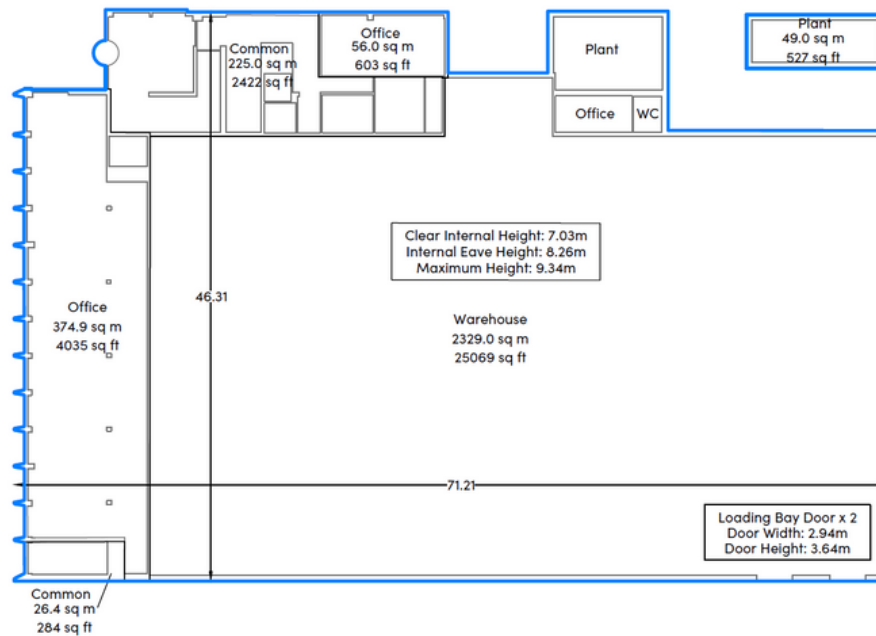 Office
56.0 sq m
603 sq ft
Common
225.0 sq m
2422 sq ft
Plant
Plant
49.0 sq m
527 sq ft
Office
WC
Clear Internal Height: 7.03m
Internal Eave Height: 8.26m
Maximum Height: 9.34m
46.31
Office
374.9 sq m
4035 sq ft
Warehouse
2329.0 sq m
25069 sq ft
71.21
Loading Bay Door x 2
Door Width: 2.94m
Door Height: 3.64m
Common
26.4 sq m
284 sq ft